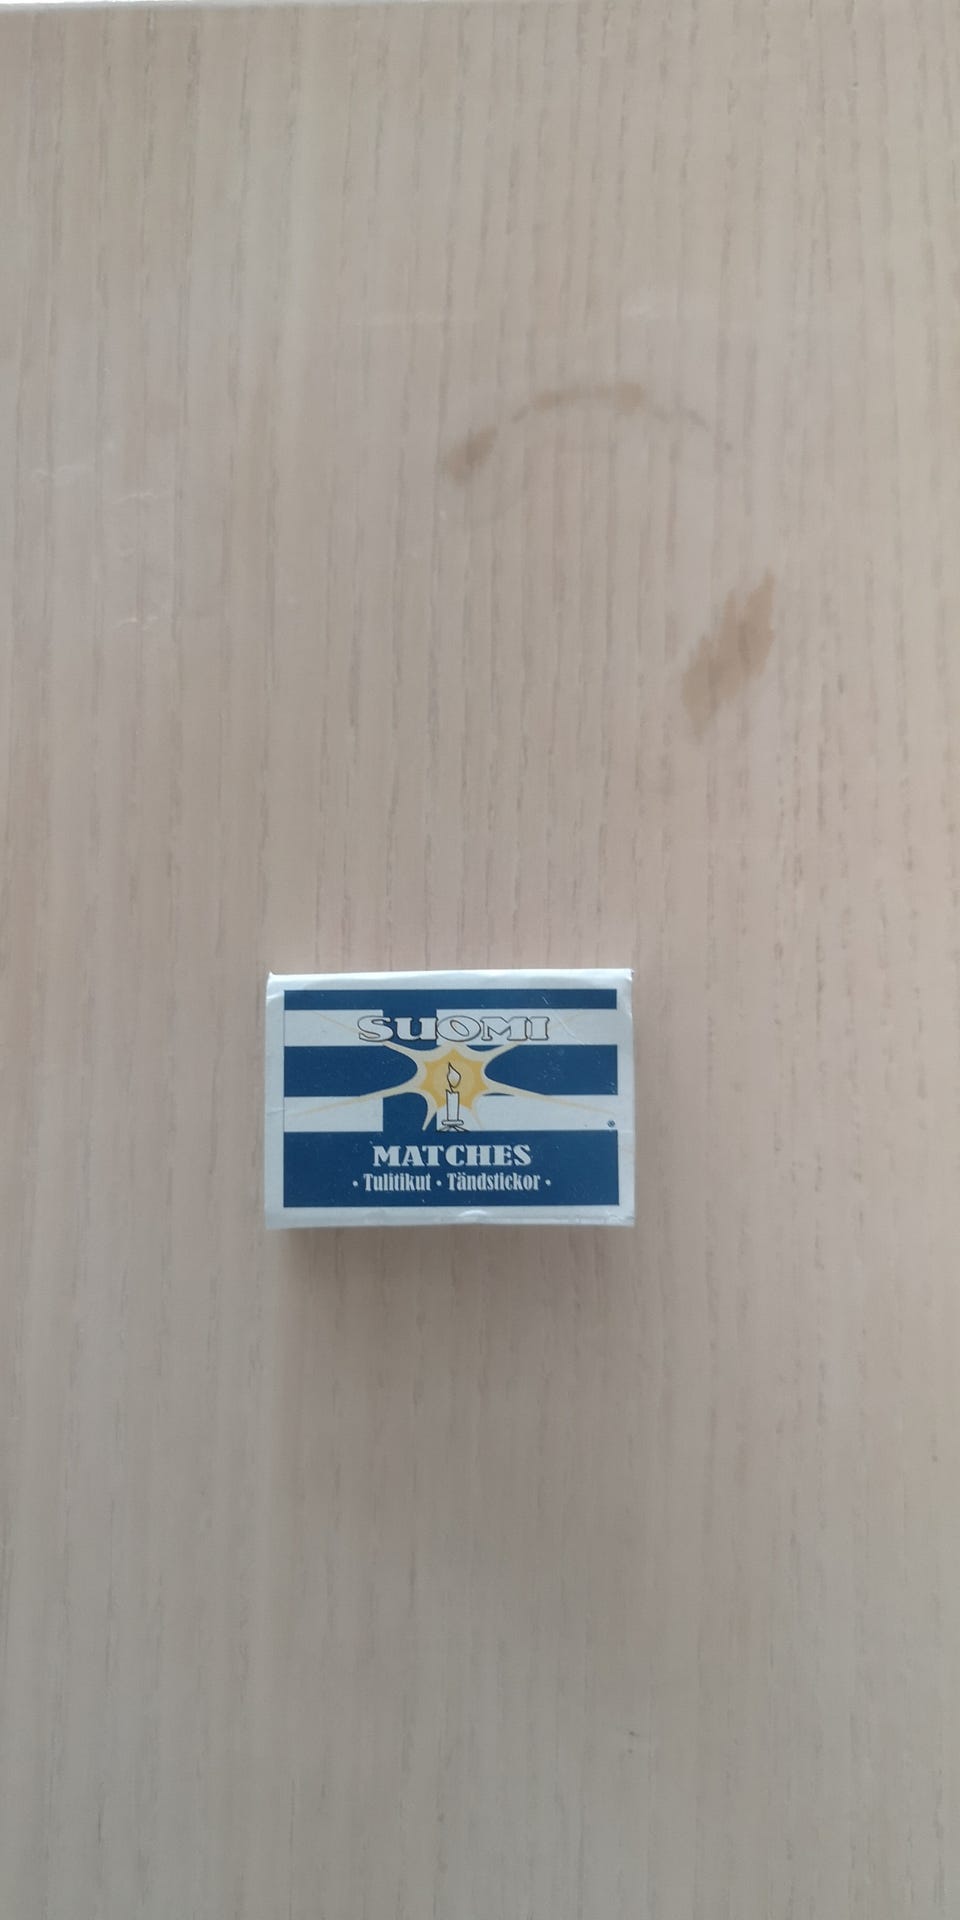 SUOMI
MATCHES
• Tulitikut • Tändstickor •